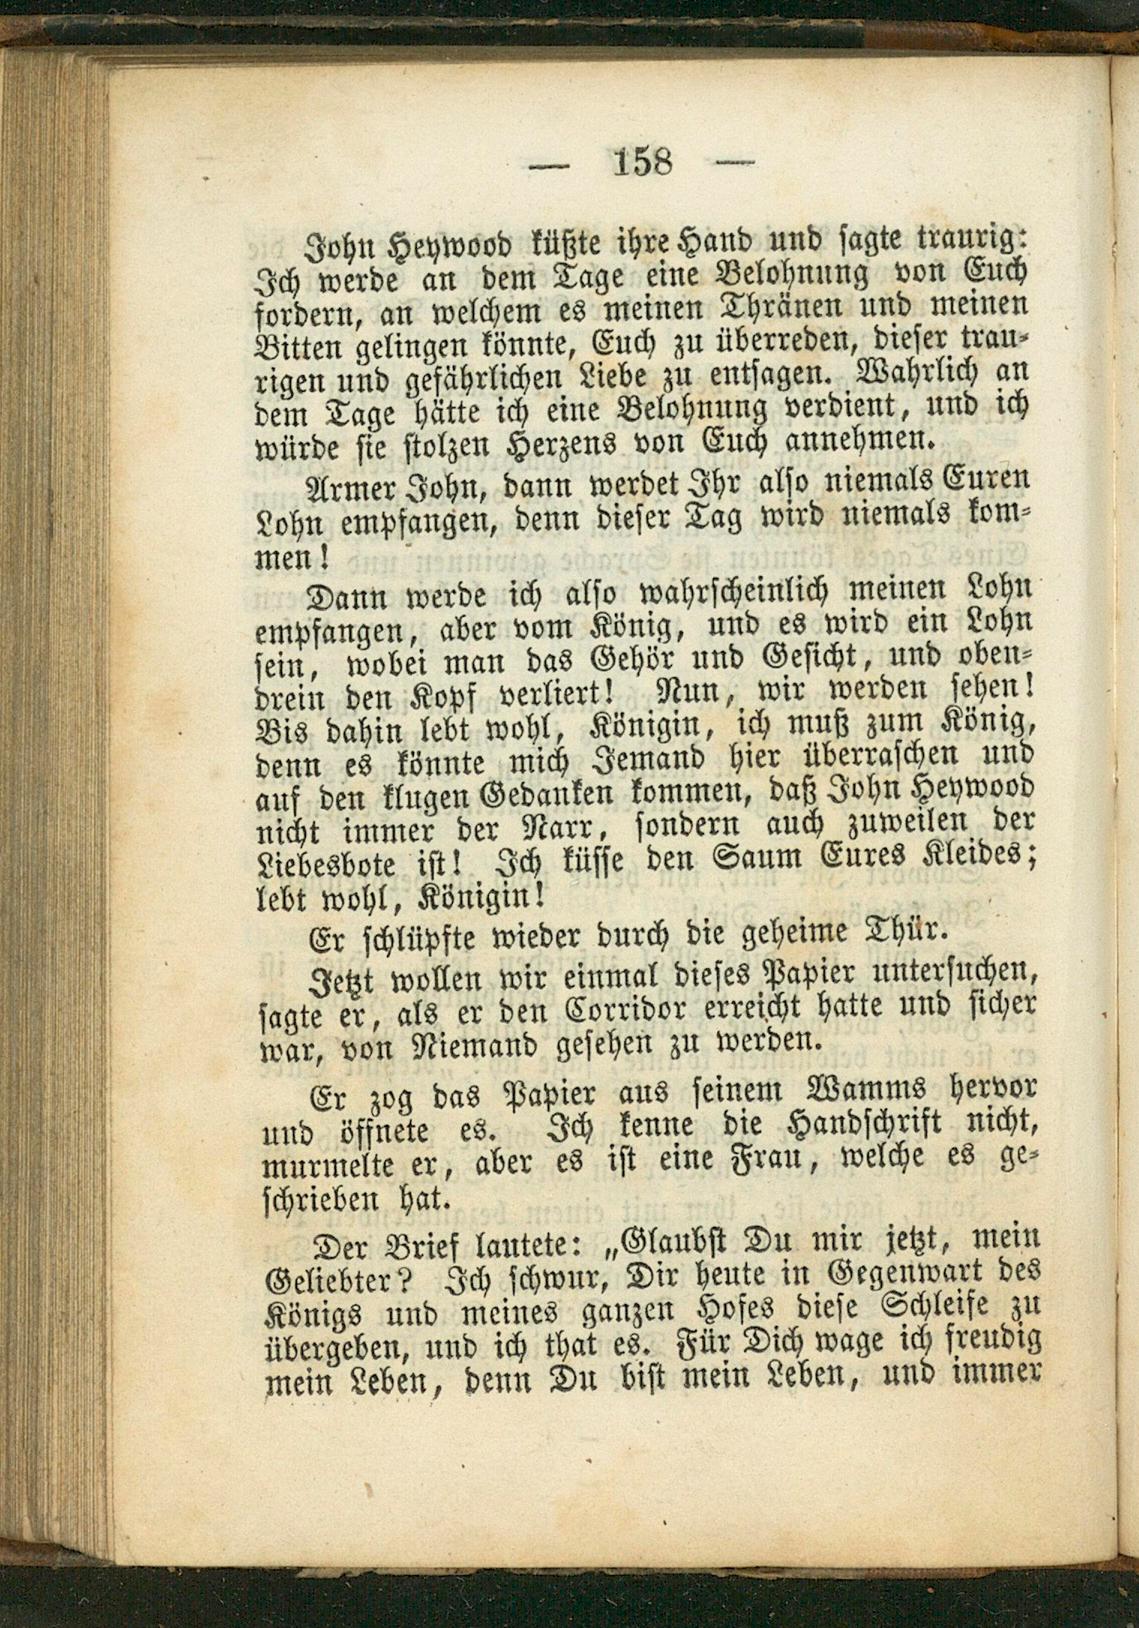 — 158 —
John Heywood küßte ihre Hand und sagte traurig:
Ich werde an dem Tage eine Belohnung von Euch
fordern, an welchem es meinen Thränen und meinen
Bitten gelingen könnte, Euch zu überreden, dieser trau-
rigen und gefährlichen Liebe zu entsagen. Wahrlich an
dem Tage hätte ich eine Belohnung verdient, und ich
würde sie stolzen Herzens von Euch annehmen.
Armer John, dann werdet Ihr also niemals Euren
Lohn empfangen, denn dieser Tag wird niemals kom-
men!
Dann werde ich also wahrscheinlich meinen Lohn
empfangen, aber vom König, und es wird ein Lohn
sein, wobei man das Gehör und Gesicht, und oben-
drein den Kopf verliert! Nun, wir werden sehen!
Bis dahin lebt wohl, Königin, ich muß zum König,
denn es könnte mich Jemand hier überraschen und
auf den klugen Gedanken kommen, daß John Heywood
nicht immer der Narr, sondern auch zuweilen der
Liebesbote ist! Ich küsse den Saum Eures Kleides;
lebt wohl, Königin!
Er schlüpfte wieder durch die geheime Thür.
Jetzt wollen wir einmal dieses Papier untersuchen,
sagte er, als er den Corridor erreicht hatte und sicher
war, von Niemand gesehen zu werden.
Er zog das Papier aus seinem Wamms hervor
und öffnete es. Ich kenne die Handschrift nicht,
murmelte er, aber es ist eine Frau, welche es ge-
schrieben hat.
Der Brief lautete: „Glaubst Du mir jetzt, mein
Geliebter? Ich schwur, Dir heute in Gegenwart des
Königs und meines ganzen Hofes diese Schleife zu
übergeben, und ich that es. Für Dich wage ich freudig
mein Leben, denn Du bist mein Leben, und immer